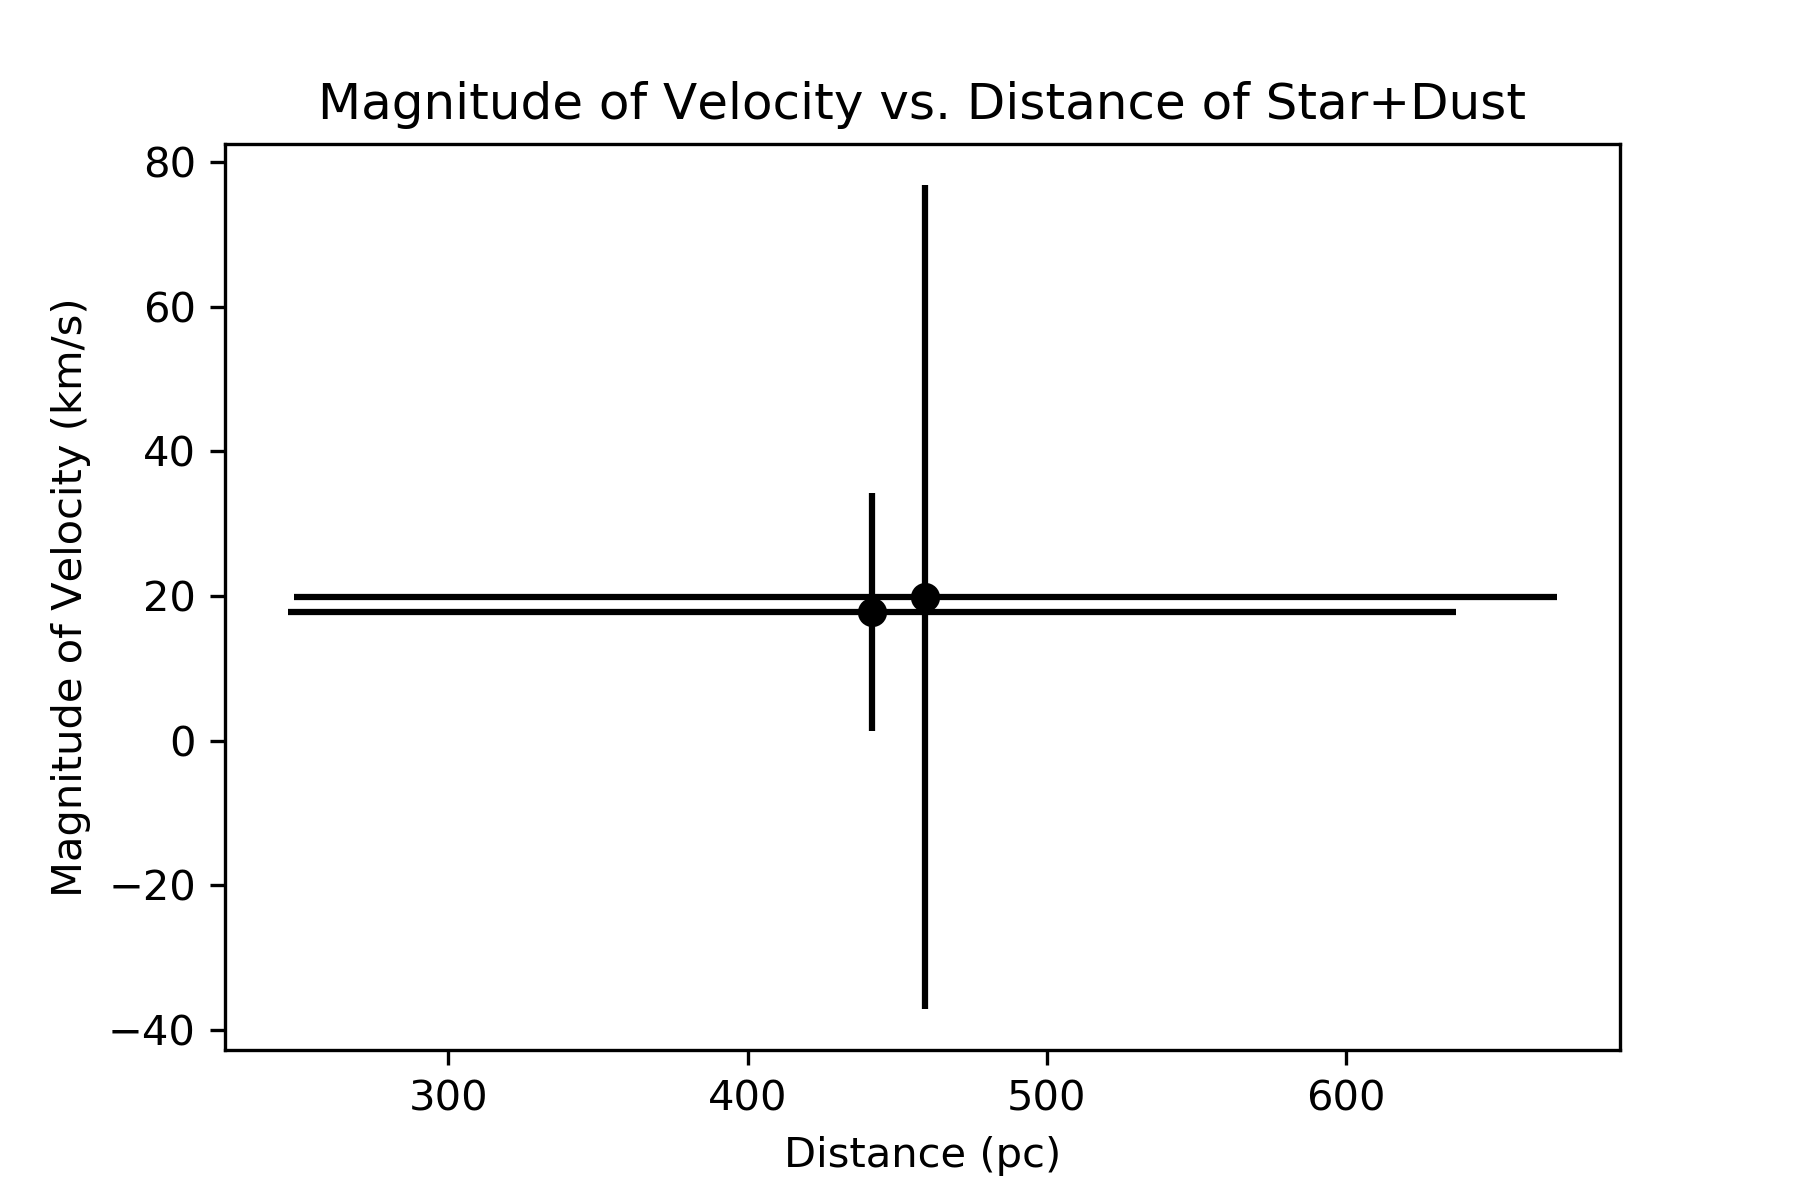 Magnitude of Velocity vs. Distance of Star+Dust
Magnitude of Velocity (km/s)
80
60
40
20
0
−20
−40
300 400 500 600
Distance (pc)